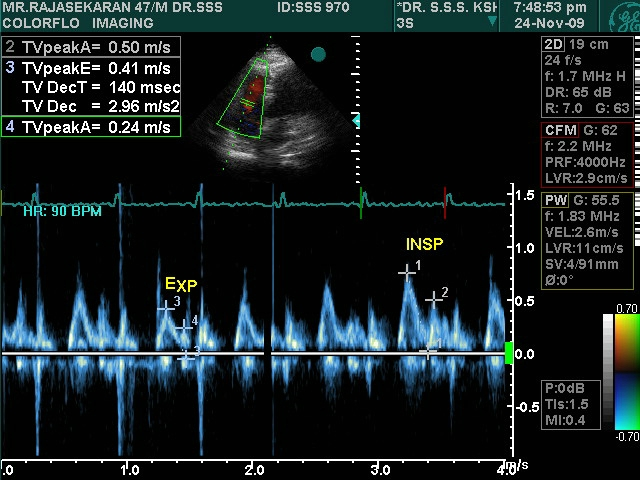 MR.RAJASEKARAN 47/M DR.SSS ID:SSS 970 *DR. S.S.S. KSH 7:48:53 pm
COLORFLO IMAGING 3S 24-Nov-09
2 TVpeakA= 0.50 m/s
3 TVpeakE= 0.41 m/s
TV DecT = 140 msec
TV Dec = 2.96 m/s2
4 TVpeakA= 0.24 m/s
2D 19 cm
24 f/s
f: 1.7 MHz H
DR: 65 dB
R: 7.0 G: 63
CFM G: 62
f: 2.2 MHz
PRF:4000Hz
LVR:2.9cm/s
PW G: 55.5
f: 1.83 MHz
VEL:2.6m/s
LVR:11cm/s
SV:4/91mm
Ø:0°
HR: 90 BPM
1.5
INSP
1.0
EXP
1
2
3
4
0.5
1
3
0.0
-0.5
0.70
-0.70
P:0dB
TIs:1.5
MI:0.4
.0 1.0 2.0 3.0 4.0
m/s